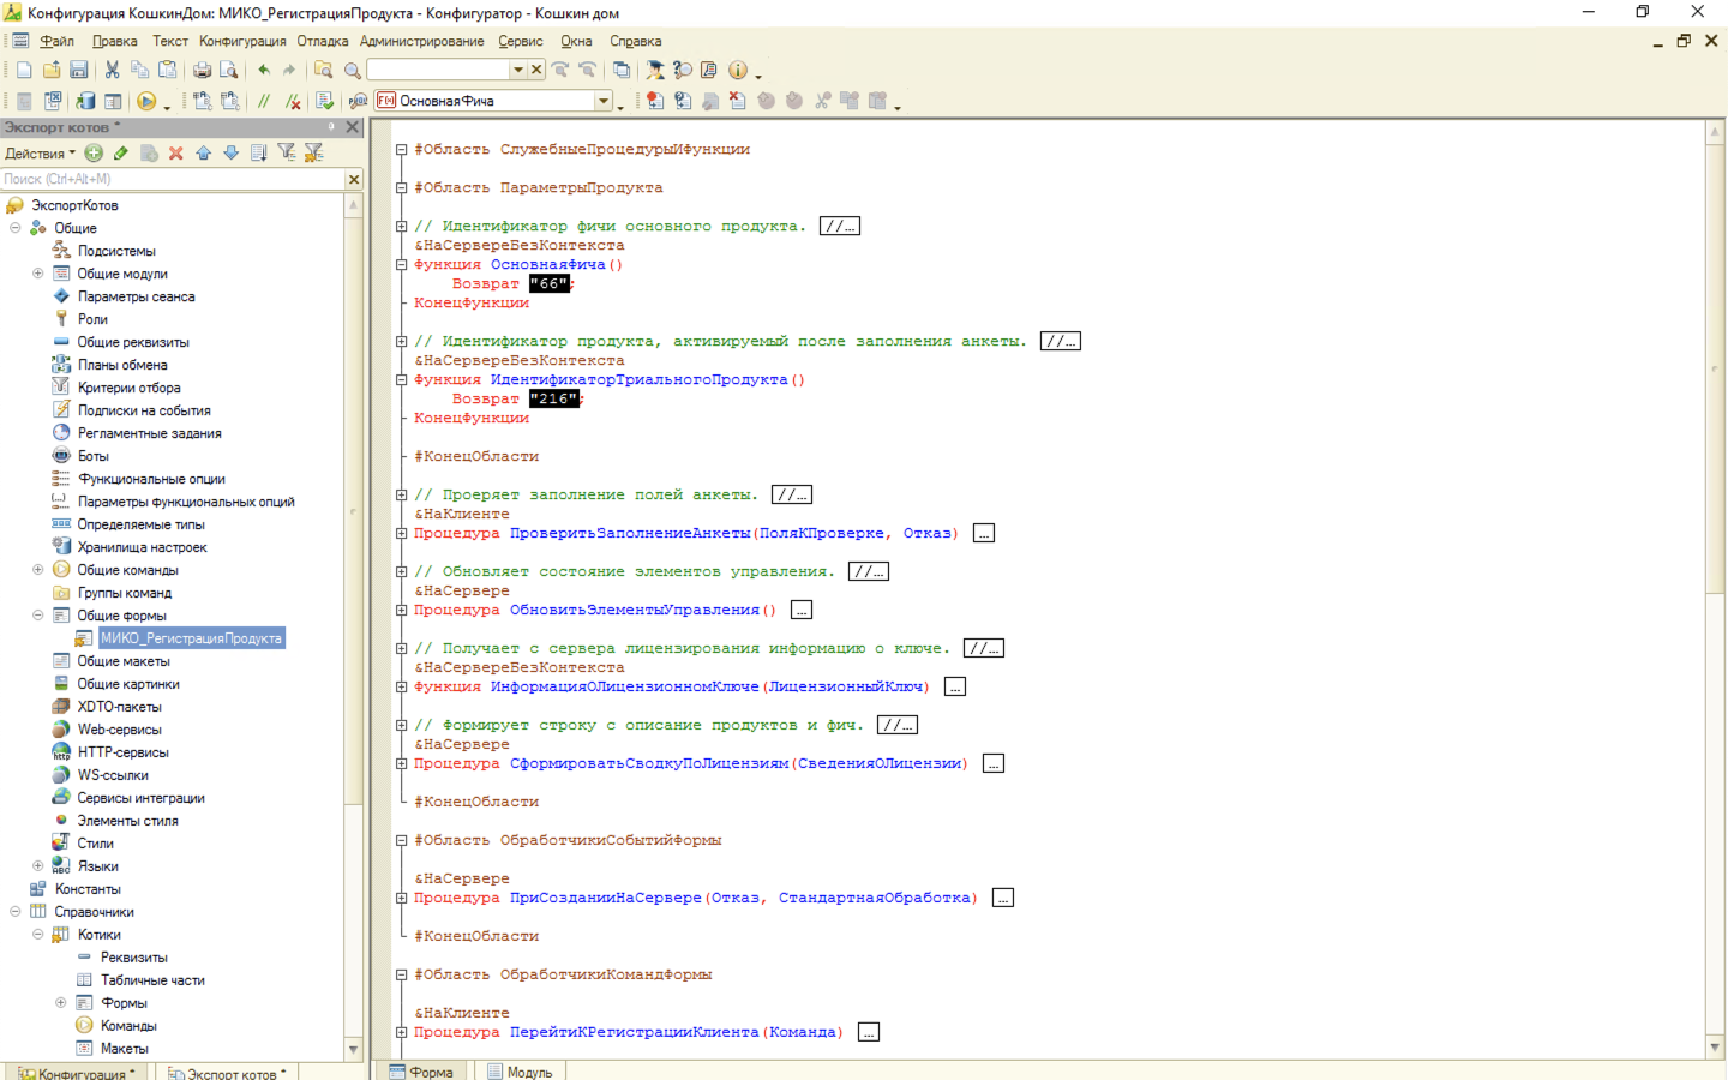 Конфигурация КошкинДом: МИКО_РегистрацияПродукта - Конфигуратор - Кошкин дом
Файл Правка Текст Конфигурация Отладка Администрирование Сервис Окна Справка
ОсновнаяФича
Экспорт котов *
Действия
Поиск (Ctrl+Alt+M)
ЭкспортКотов
Общие
Подсистемы
Общие модули
Параметры сеанса
Роли
Общие реквизиты
Планы обмена
Критерии отбора
Подписки на события
Регламентные задания
Боты
Функциональные опции
Параметры функциональных опций
Определяемые типы
Хранилища настроек
Общие команды
Группы команд
Общие формы
МИКО_РегистрацияПродукта
Общие макеты
Общие картинки
XDTO-пакеты
Web-сервисы
HTTP-сервисы
WS-ссылки
Сервисы интеграции
Элементы стиля
Стили
Языки
Константы
Справочники
Котики
Реквизиты
Табличные части
Формы
Команды
Макеты
Конфигурация * Экспорт котов *
#Область СлужебныеПроцедурыИФункции
#Область ПараметрыПродукта
// Идентификатор фичи основного продукта. //…
&НаСервереБезКонтекста
Функция ОсновнаяФича()
Возврат "66";
КонецФункции
// Идентификатор продукта, активируемый после заполнения анкеты. //…
&НаСервереБезКонтекста
Функция ИдентификаторТриальногоПродукта()
Возврат "216";
КонецФункции
#КонецОбласти
// Проеряет заполнение полей анкеты. //…
&НаКлиенте
Процедура ПроверитьЗаполнениеАнкеты(ПоляКПроверке, Отказ) …
// Обновляет состояние элементов управления. //…
&НаСервере
Процедура ОбновитьЭлементыУправления() …
// Получает с сервера лицензирования информацию о ключе. //…
&НаСервереБезКонтекста
Функция ИнформацияОЛицензионномКлюче(ЛицензионныйКлюч) …
// Формирует строку с описание продуктов и фич. //…
&НаСервере
Процедура СформироватьСводкуПоЛицензиям(СведенияОЛицензии) …
#КонецОбласти
#Область ОбработчикиСобытийФормы
&НаСервере
Процедура ПриСозданииНаСервере(Отказ, СтандартнаяОбработка) …
#КонецОбласти
#Область ОбработчикиКомандФормы
&НаКлиенте
Процедура ПерейтиКРегистрацииКлиента(Команда) …
Форма Модуль